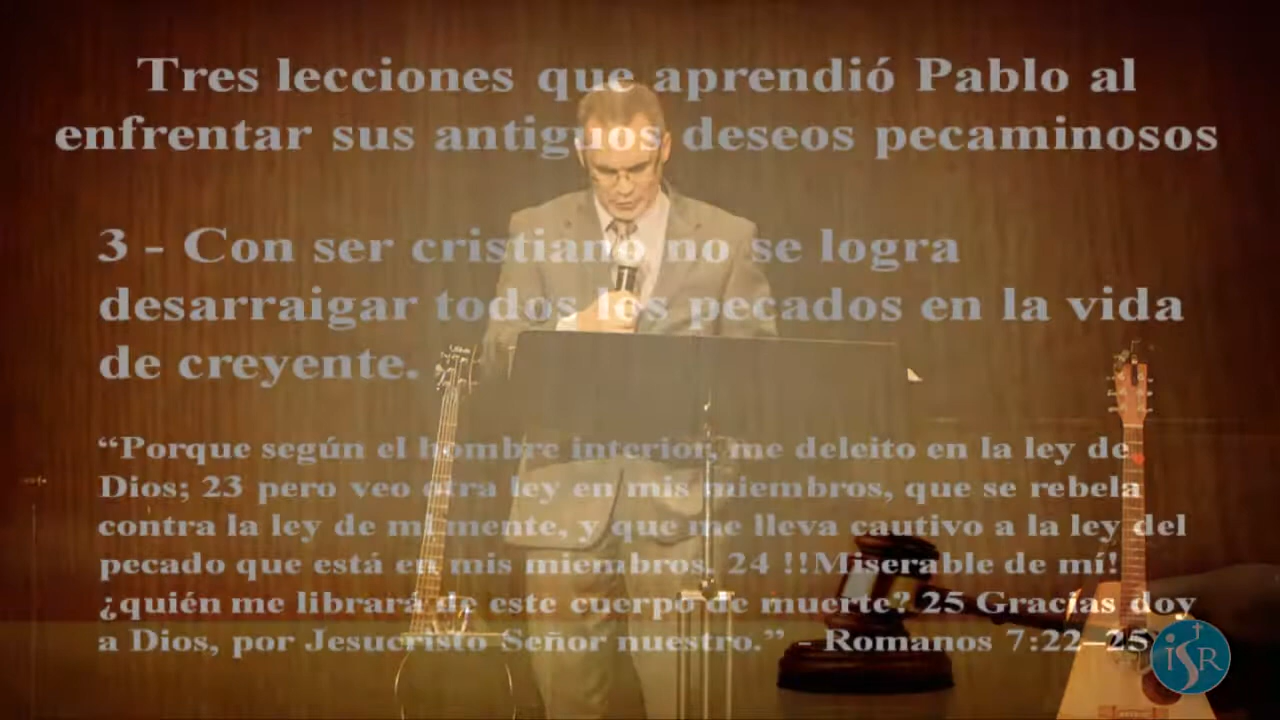 Tres lecciones que aprendió Pablo al
enfrentar sus antiguos deseos pecaminosos
3 - Con ser cristiano no se logra
desarraigar todos los pecados en la vida
de creyente.
“Porque según el hombre interior, me deleito en la ley de
Dios; 23 pero veo otra ley en mis miembros, que se rebela
contra la ley de mi mente, y que me lleva cautivo a la ley del
pecado que está en mis miembros. 24 !!Miserable de mí!
¿quién me librará de este cuerpo de muerte? 25 Gracias doy
a Dios, por Jesucristo Señor nuestro.” - Romanos 7:22–25
iSR